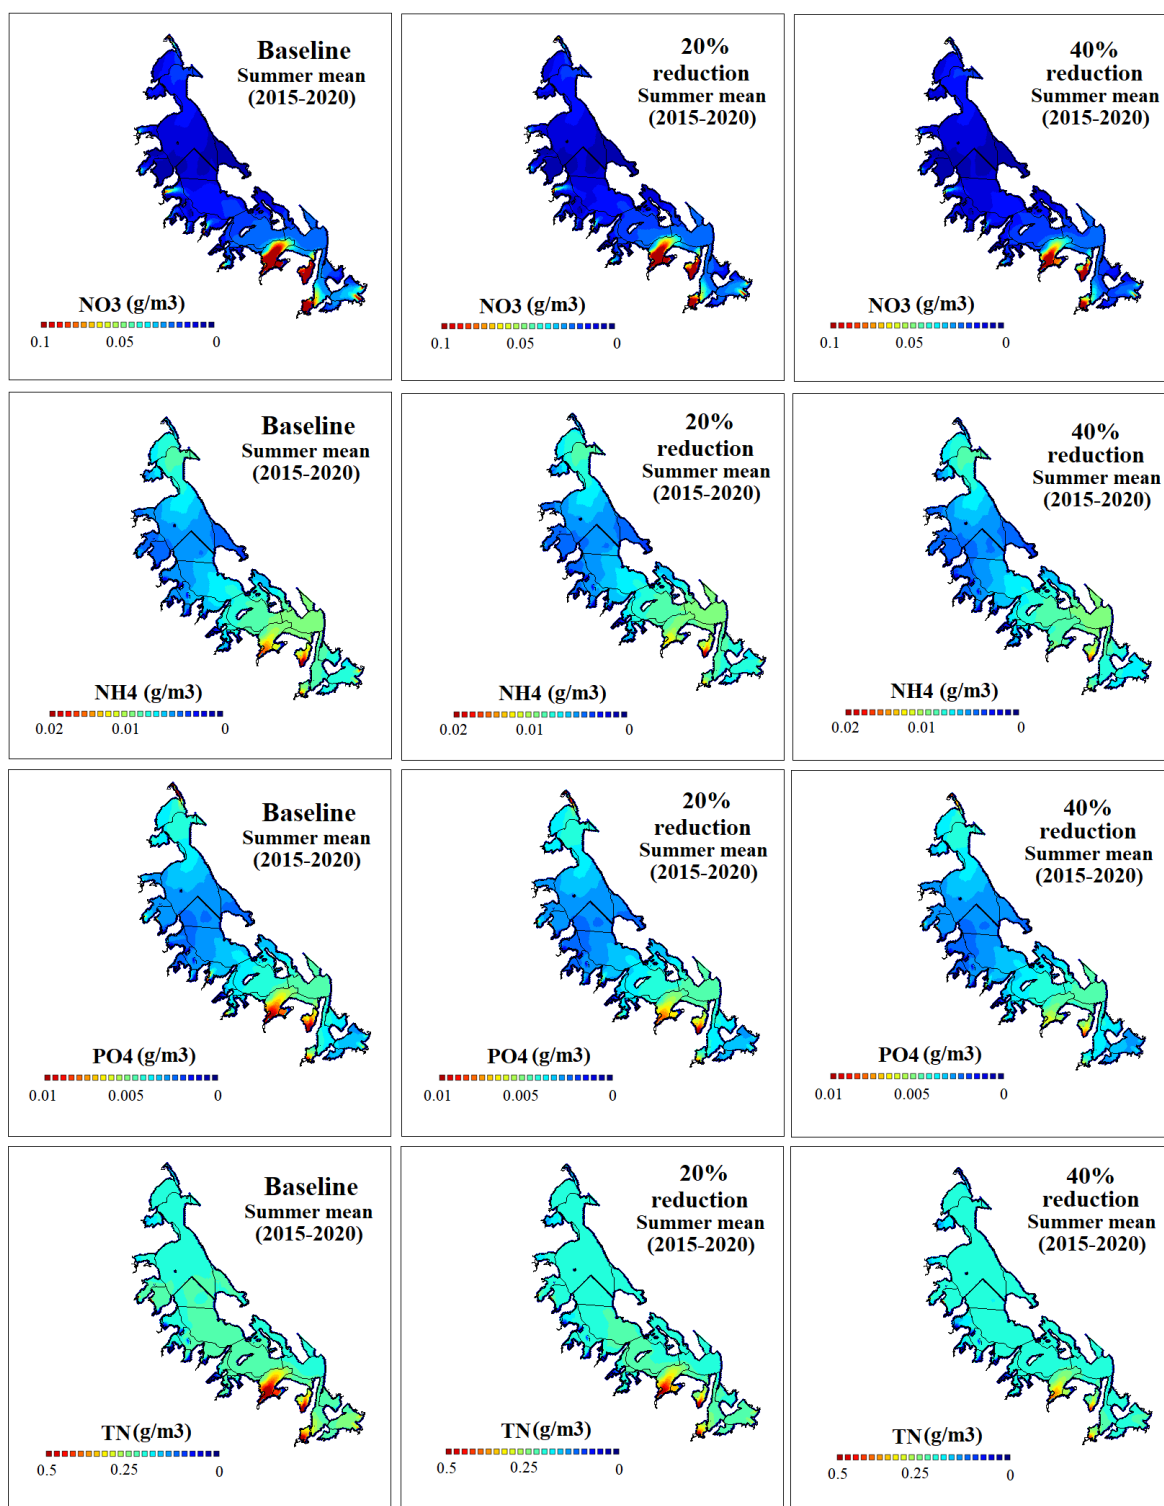 Baseline
Summer mean
(2015-2020)
NO3 (g/m3)
0.1 0.05 0
20%
reduction
Summer mean
(2015-2020)
NO3 (g/m3)
0.1 0.05 0
40%
reduction
Summer mean
(2015-2020)
NO3 (g/m3)
0.1 0.05 0
Baseline
Summer mean
(2015-2020)
NH4 (g/m3)
0.02 0.01 0
20%
reduction
Summer mean
(2015-2020)
NH4 (g/m3)
0.02 0.01 0
40%
reduction
Summer mean
(2015-2020)
NH4 (g/m3)
0.02 0.01 0
Baseline
Summer mean
(2015-2020)
PO4 (g/m3)
0.01 0.005 0
20%
reduction
Summer mean
(2015-2020)
PO4 (g/m3)
0.01 0.005 0
40%
reduction
Summer mean
(2015-2020)
PO4 (g/m3)
0.01 0.005 0
Baseline
Summer mean
(2015-2020)
TN(g/m3)
0.5 0.25 0
20%
reduction
Summer mean
(2015-2020)
TN(g/m3)
0.5 0.25 0
40%
reduction
Summer mean
(2015-2020)
TN(g/m3)
0.5 0.25 0